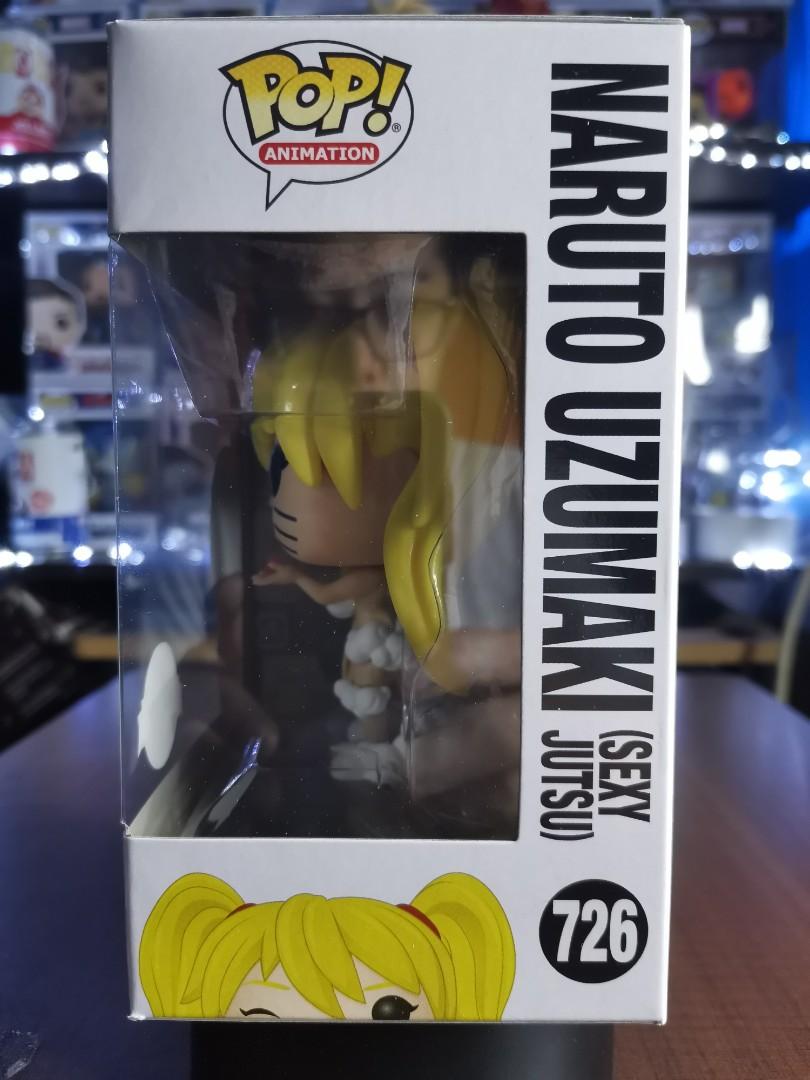 POP!®
ANIMATION
NARUTO UZUMAKI
(SEXY
JUTSU)
726